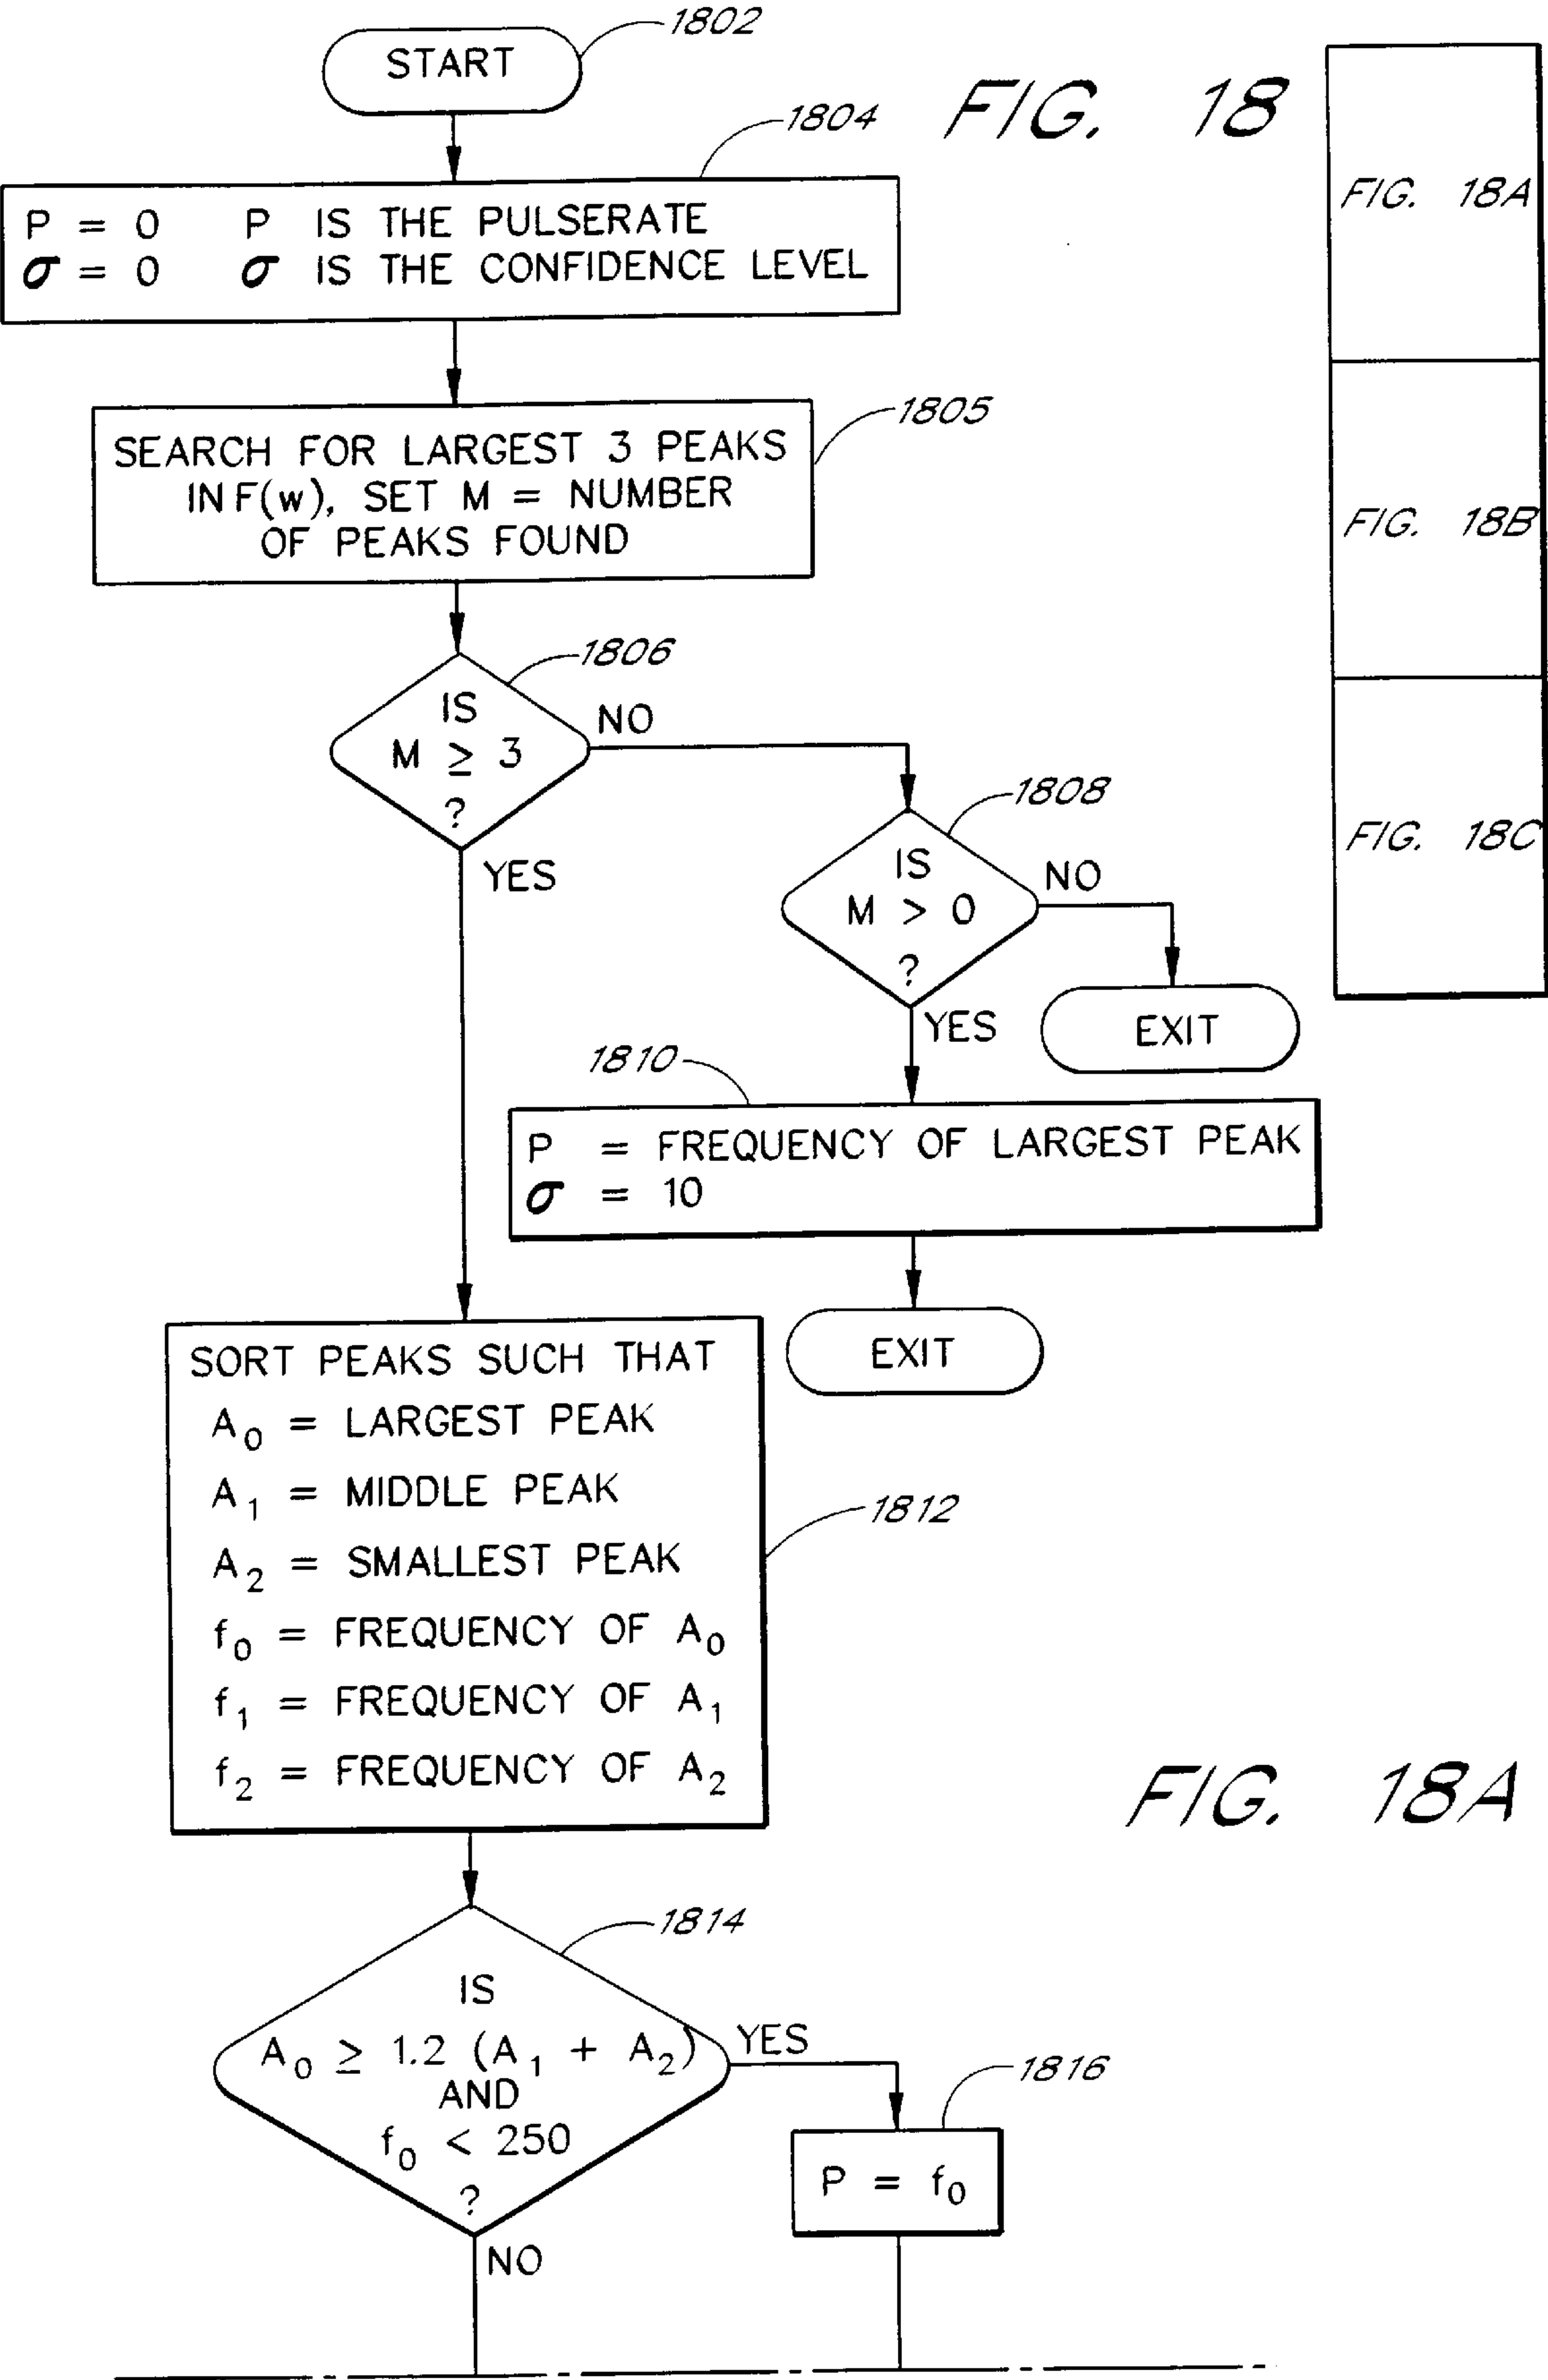 1802
START
FIG. 18
1804
P = 0 P IS THE PULSERATE
σ = 0 σ IS THE CONFIDENCE LEVEL
FIG. 18A
1805
SEARCH FOR LARGEST 3 PEAKS
IN F(w), SET M = NUMBER
OF PEAKS FOUND
FIG. 18B
1806
IS
M ≥ 3
?
NO
YES
1808
IS
M > 0
?
NO
YES
FIG. 18C
EXIT
1810
P = FREQUENCY OF LARGEST PEAK
σ = 10
EXIT
SORT PEAKS SUCH THAT
A₀ = LARGEST PEAK
A₁ = MIDDLE PEAK
A₂ = SMALLEST PEAK
f₀ = FREQUENCY OF A₀
f₁ = FREQUENCY OF A₁
f₂ = FREQUENCY OF A₂
1812
FIG. 18A
1814
IS
A₀ ≥ 1.2 (A₁ + A₂)
AND
f₀ < 250
?
YES
NO
1816
P = f₀